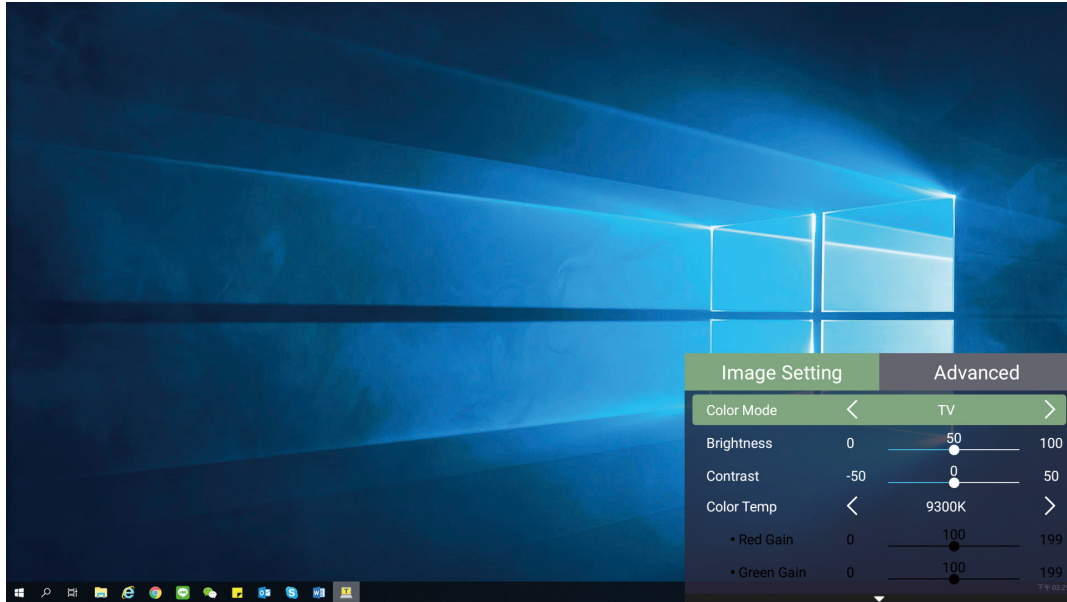 Image Setting Advanced
Color Mode TV
Brightness 0 50 100
Contrast -50 0 50
Color Temp 9300K
• Red Gain 0 100 199
• Green Gain 0 100 199